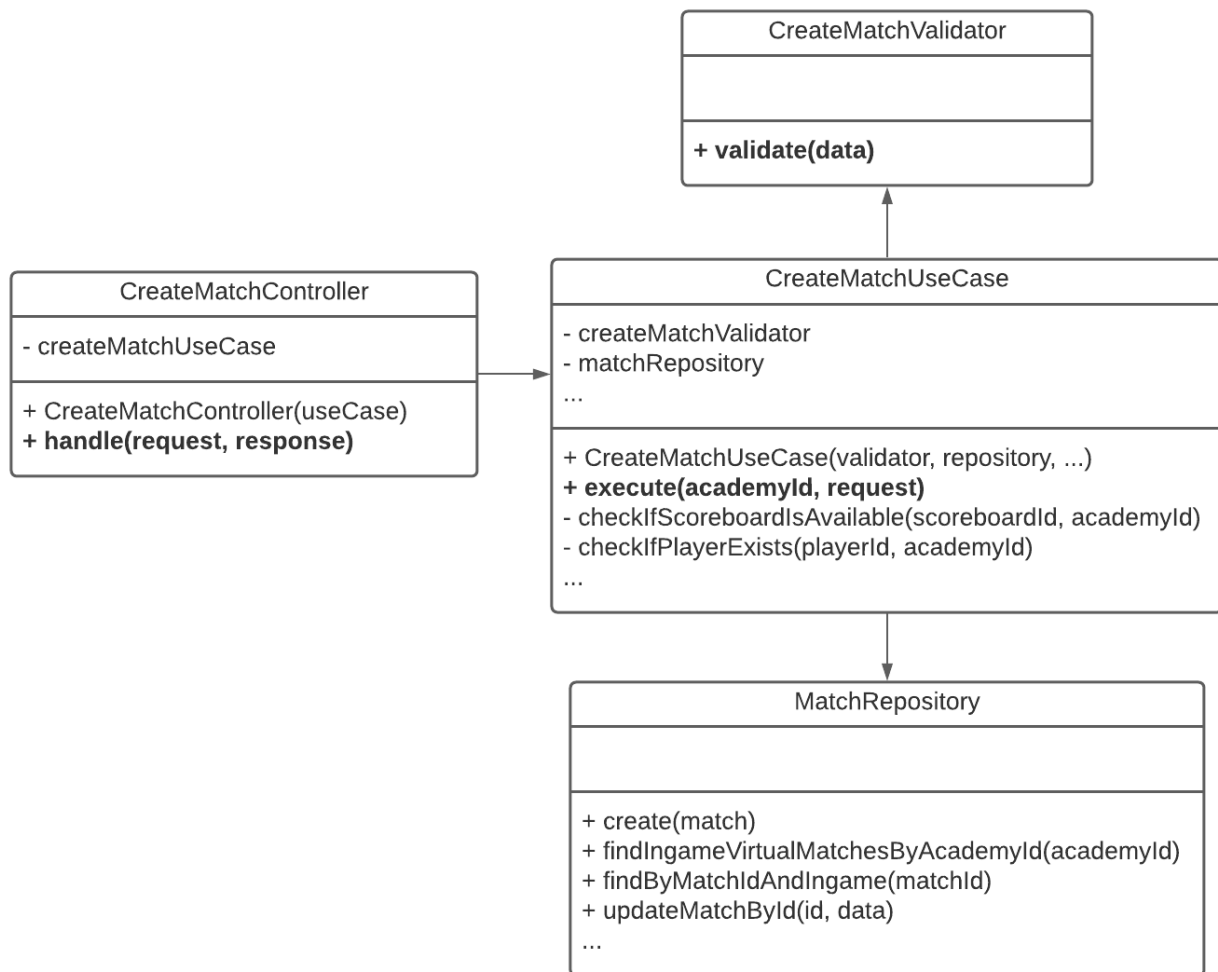 CreateMatchValidator
+ validate(data)
CreateMatchController
- createMatchUseCase
+ CreateMatchController(useCase)
+ handle(request, response)
CreateMatchUseCase
- createMatchValidator
- matchRepository
...
+ CreateMatchUseCase(validator, repository, ...)
+ execute(academyId, request)
- checkIfScoreboardIsAvailable(scoreboardId, academyId)
- checkIfPlayerExists(playerId, academyId)
...
MatchRepository
+ create(match)
+ findIngameVirtualMatchesByAcademyId(academyId)
+ findByMatchIdAndIngame(matchId)
+ updateMatchById(id, data)
...